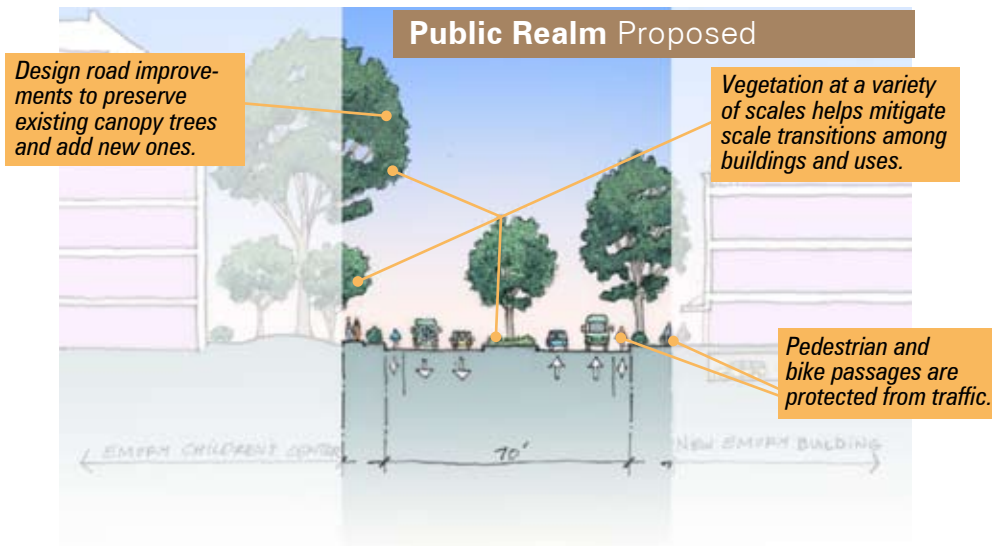 Public Realm Proposed
Design road improve-
ments to preserve
existing canopy trees
and add new ones.
Vegetation at a variety
of scales helps mitigate
scale transitions among
buildings and uses.
Pedestrian and
bike passages are
protected from traffic.
EMORY CHILDREN'S CENTER
70'
NEW EMORY BUILDING